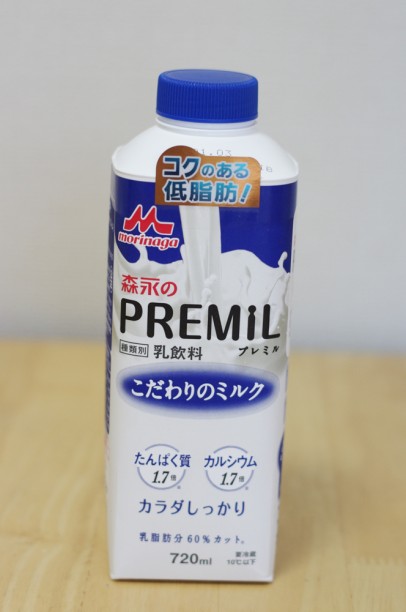 コクのある
低脂肪!
morinaga
森永の
PREMiL
種類別 乳飲料 プレミル
こだわりのミルク
たんぱく質 カルシウム
1.7倍※ 1.7倍※
カラダしっかり
乳脂肪分60%カット。
720ml 要冷蔵
10℃以下